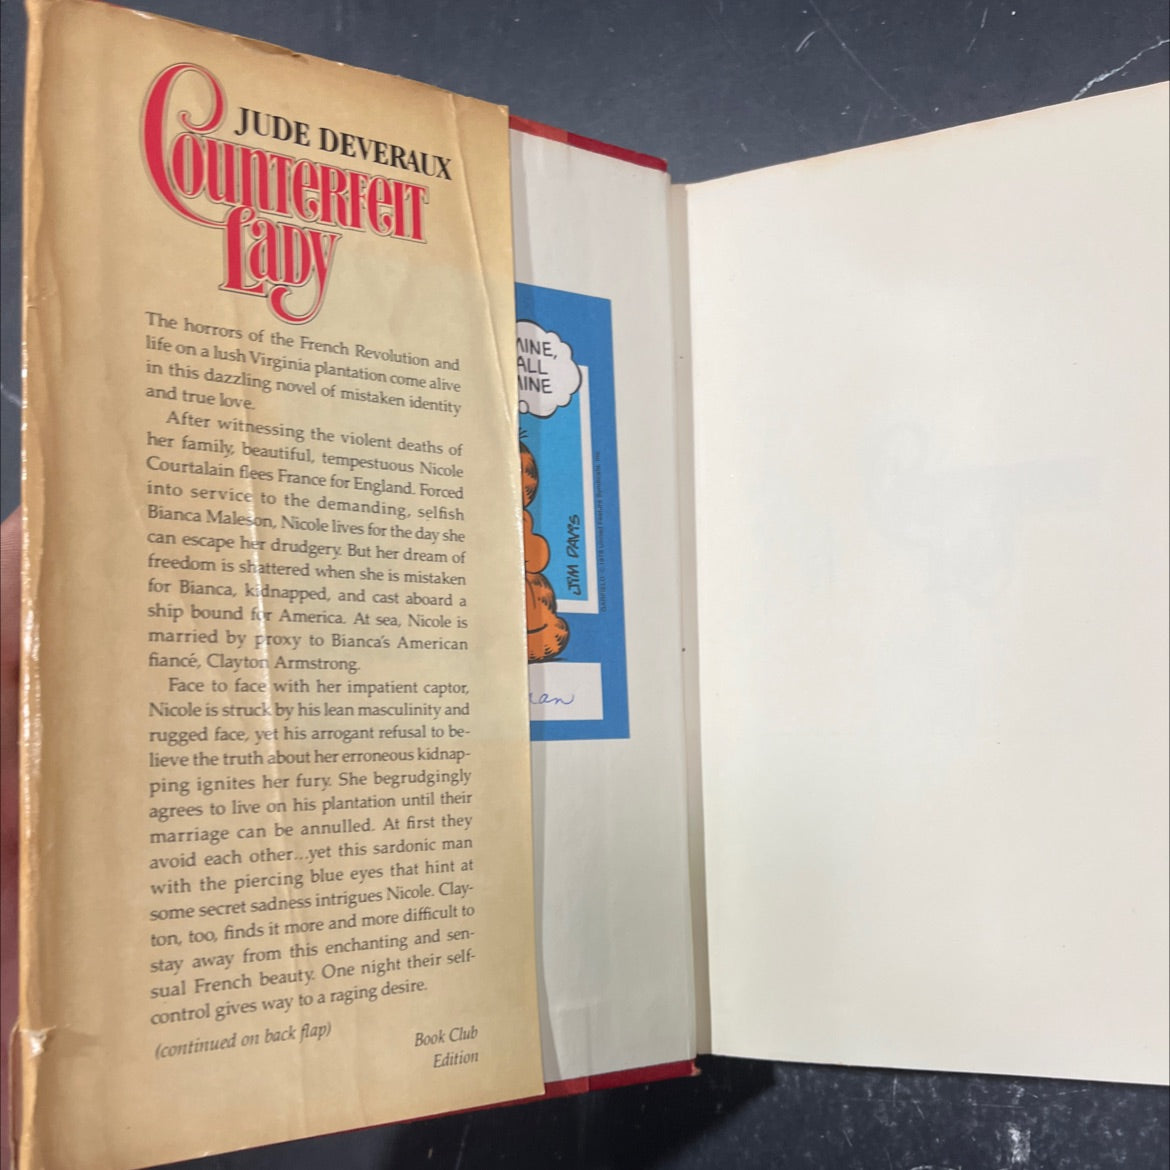 JUDE DEVERAUX
Counterfeit
Lady
The horrors of the French Revolution and
life on a lush Virginia plantation come alive
in this dazzling novel of mistaken identity
and true love.
After witnessing the violent deaths of
her family, beautiful, tempestuous Nicole
Courtalain flees France for England. Forced
into service to the demanding, selfish
Bianca Maleson, Nicole lives for the day she
can escape her drudgery. But her dream of
freedom is shattered when she is mistaken
for Bianca, kidnapped, and cast aboard a
ship bound for America. At sea, Nicole is
married by proxy to Bianca's American
fiancé, Clayton Armstrong.
Face to face with her impatient captor,
Nicole is struck by his lean masculinity and
rugged face, yet his arrogant refusal to be-
lieve the truth about her erroneous kidnap-
ping ignites her fury. She begrudgingly
agrees to live on his plantation until their
marriage can be annulled. At first they
avoid each other...yet this sardonic man
with the piercing blue eyes that hint at
some secret sadness intrigues Nicole. Clay-
ton, too, finds it more and more difficult to
stay away from this enchanting and sen-
sual French beauty. One night their self-
control gives way to a raging desire.
(continued on back flap)
Book Club
Edition
MINE,
ALL
MINE
JIM DAVIS
GARFIELD: © 1978 United Feature Syndicate, Inc.